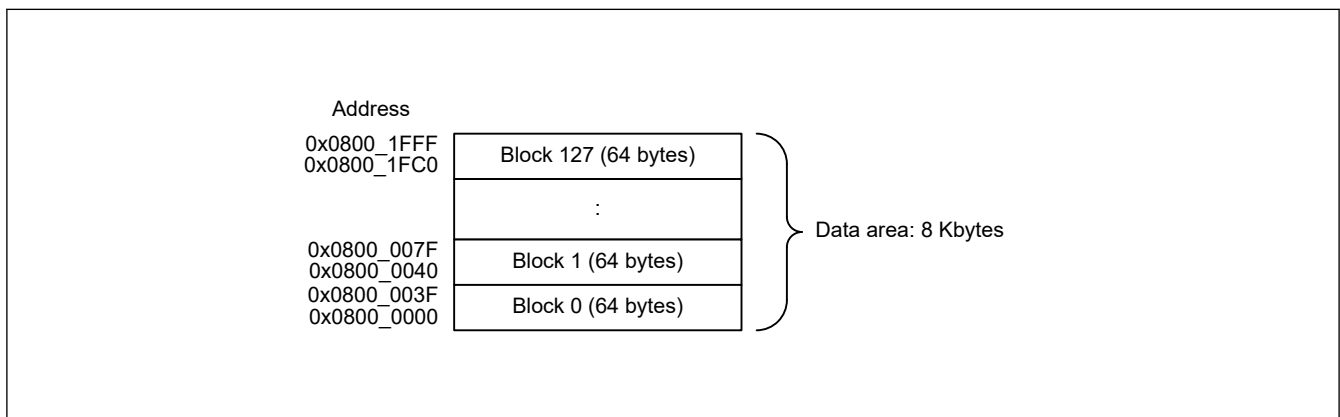 Address
0x0800_1FFF
0x0800_1FC0
Block 127 (64 bytes)
:
Data area: 8 Kbytes
0x0800_007F
0x0800_0040
Block 1 (64 bytes)
0x0800_003F
0x0800_0000
Block 0 (64 bytes)